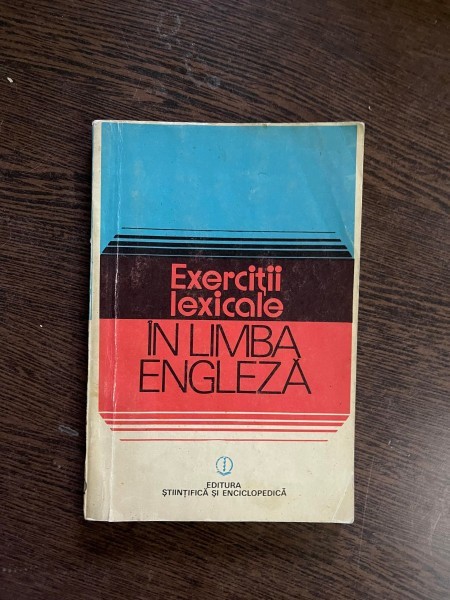 Exerciții
lexicale
ÎN LIMBA
ENGLEZĂ
EDITURA
ȘTIINȚIFICĂ ȘI ENCICLOPEDICĂ